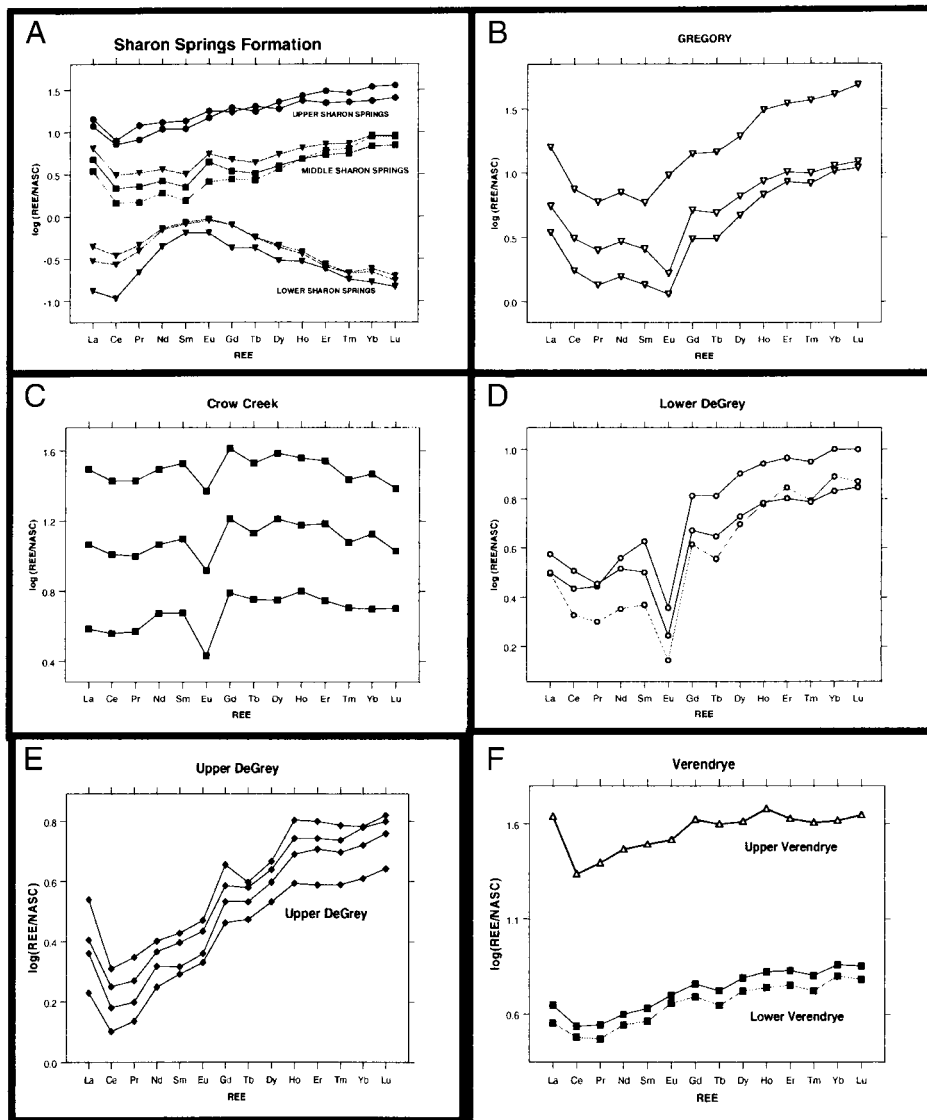 A
Sharon Springs Formation
1.5
1.0
0.5
0.0
-0.5
-1.0
log (REE/NASC)
UPPER SHARON SPRINGS
MIDDLE SHARON SPRINGS
LOWER SHARON SPRINGS
La Ce Pr Nd Sm Eu Gd Tb Dy Ho Er Tm Yb Lu
REE
B
GREGORY
1.5
1.0
0.5
0.0
log (REE/NASC)
La Ce Pr Nd Sm Eu Gd Tb Dy Ho Er Tm Yb Lu
REE
C
Crow Creek
1.6
1.2
0.8
0.4
log (REE/NASC)
La Ce Pr Nd Sm Eu Gd Tb Dy Ho Er Tm Yb Lu
REE
D
Lower DeGrey
1.0
0.8
0.6
0.4
0.2
log (REE/NASC)
La Ce Pr Nd Sm Eu Gd Tb Dy Ho Er Tm Yb Lu
REE
E
Upper DeGrey
0.8
0.6
0.4
0.2
0.0
log(REE/NASC)
Upper DeGrey
La Ce Pr Nd Sm Eu Gd Tb Dy Ho Er Tm Yb Lu
REE
F
Verendrye
1.6
1.1
0.6
log(REE/NASC)
Upper Verendrye
Lower Verendrye
La Ce Pr Nd Sm Eu Gd Tb Dy Ho Er Tm Yb Lu
REE